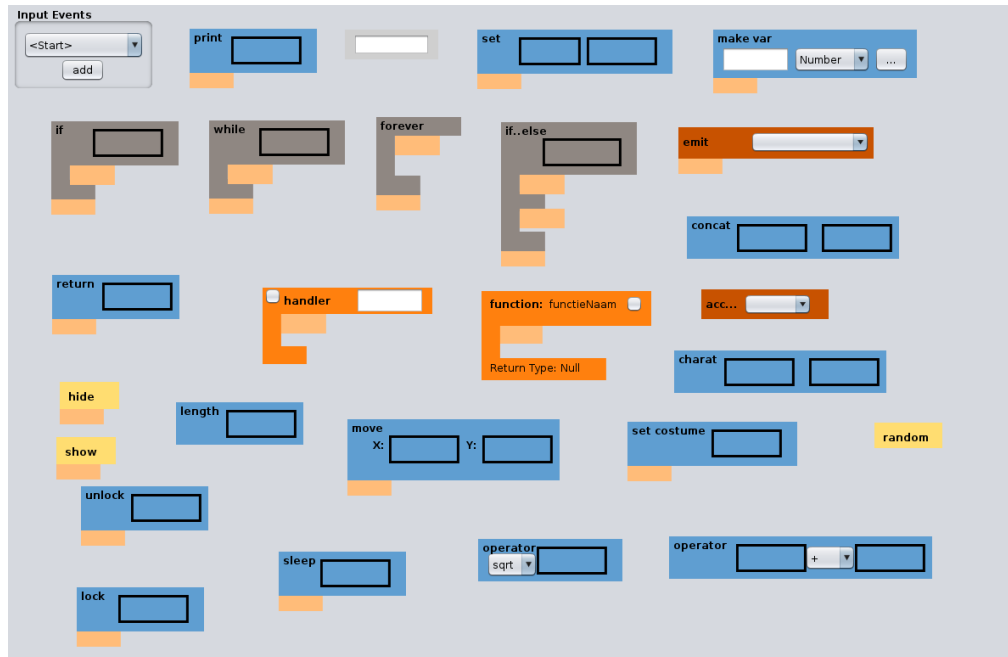 Input Events
<Start>
add
print
set
make var
Number
...
if
while
forever
if..else
emit
concat
return
handler
function: functieNaam
Return Type: Null
acc...
charat
hide
length
move
X:
Y:
set costume
random
show
unlock
sleep
operator
sqrt
operator
+
lock